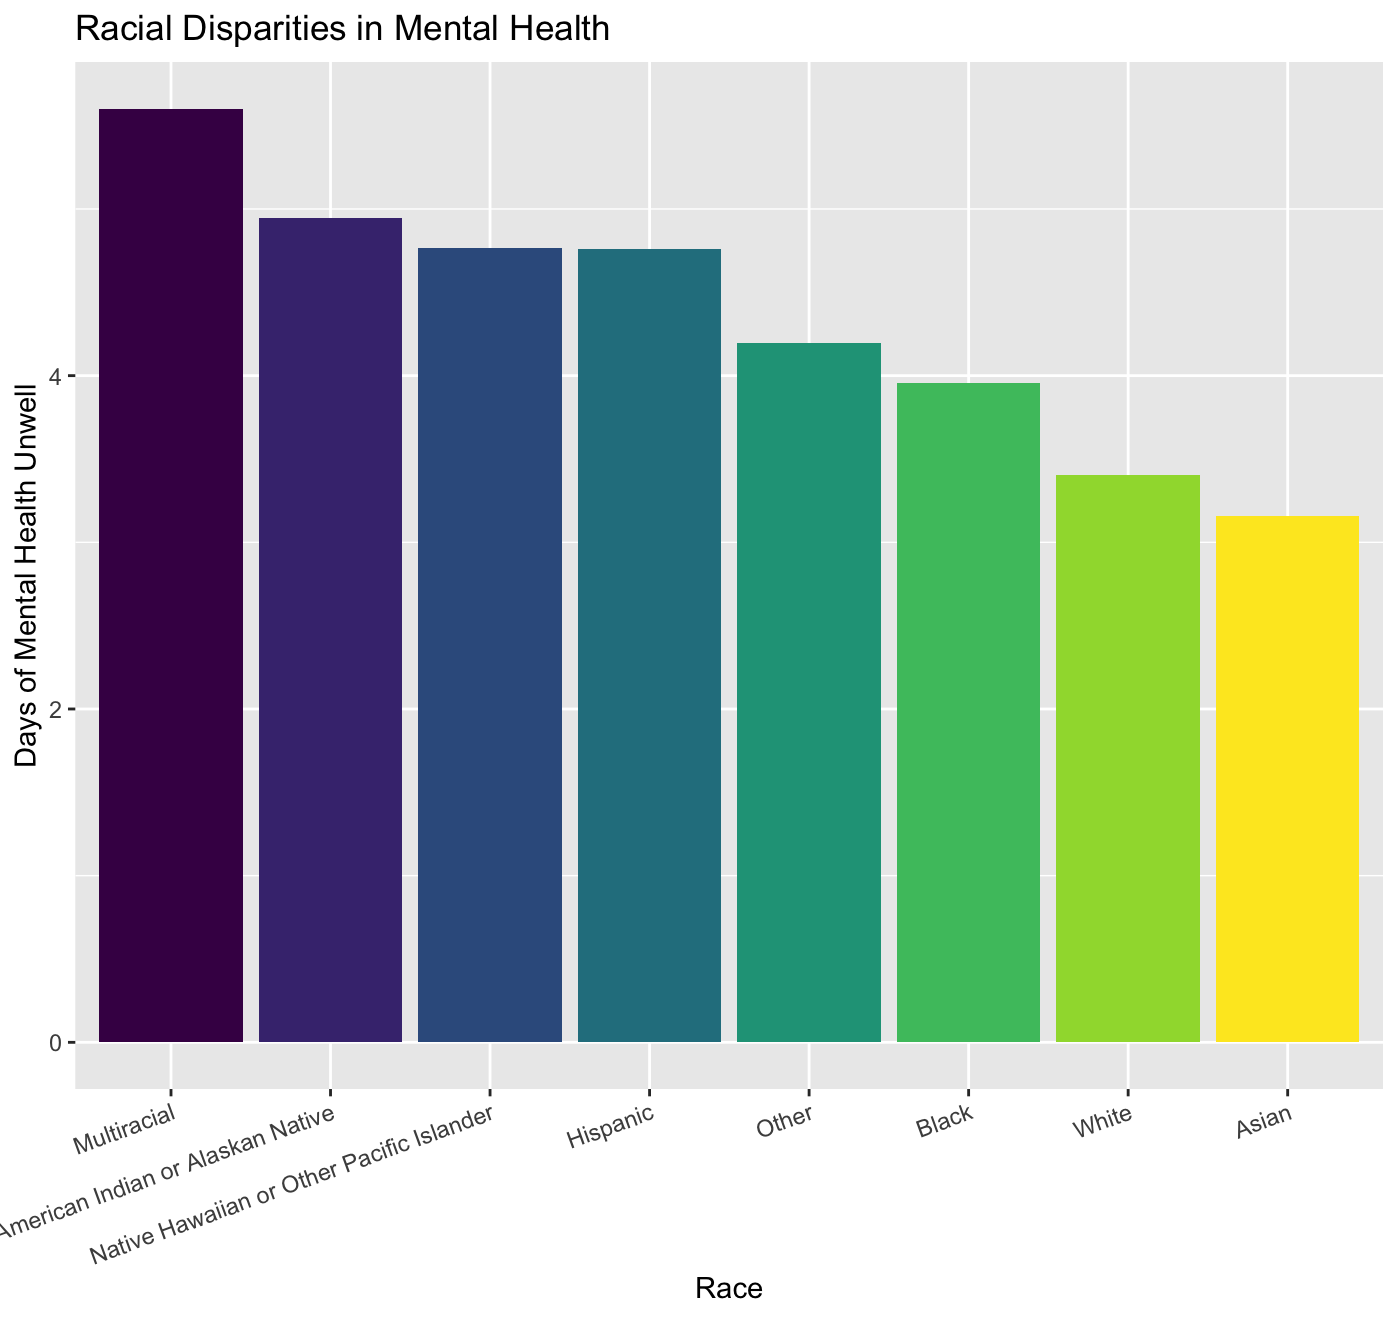 Racial Disparities in Mental Health
Days of Mental Health Unwell
4
2
0
Multiracial
American Indian or Alaskan Native
Native Hawaiian or Other Pacific Islander
Hispanic
Other
Black
White
Asian
Race